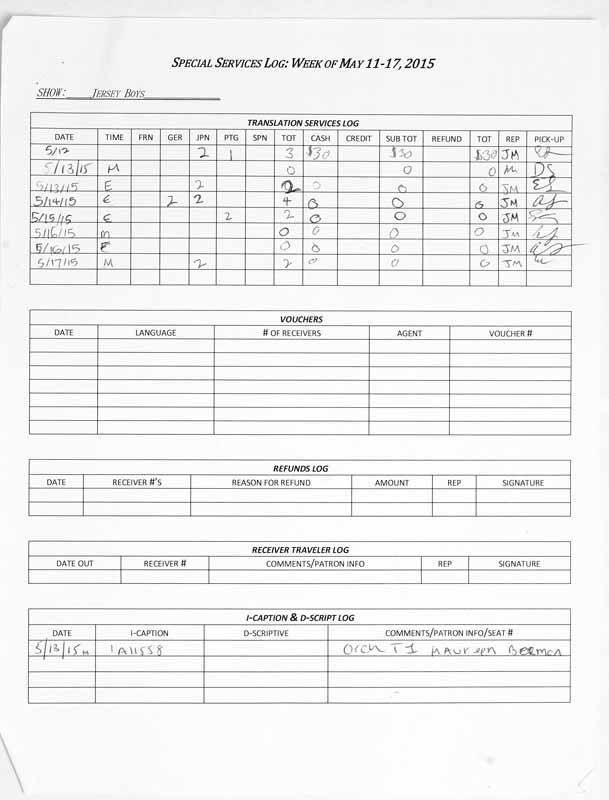 SPECIAL SERVICES LOG: WEEK OF MAY 11-17, 2015
SHOW: JERSEY BOYS
TRANSLATION SERVICES LOG
DATE TIME FRN GER JPN PTG SPN TOT CASH CREDIT SUB TOT REFUND TOT REP PICK-UP
5/12 2 1 3 $30 $30 $30 JM
5/13/15 M 0 0 0 DS
5/13/15 E 2 2 0 0 0 JM ES
5/14/15 E 2 2 4 0 0 0 JM
5/15/15 E 2 2 0 0 0 JM
5/16/15 M 0 0 0 0 JM
5/16/15 E 0 0 0 0 JM
5/17/15 M 2 2 0 0 0 JM
VOUCHERS
DATE LANGUAGE # OF RECEIVERS AGENT VOUCHER #
REFUNDS LOG
DATE RECEIVER #'S REASON FOR REFUND AMOUNT REP SIGNATURE
RECEIVER TRAVELER LOG
DATE OUT RECEIVER # COMMENTS/PATRON INFO REP SIGNATURE
I-CAPTION & D-SCRIPT LOG
DATE I-CAPTION D-SCRIPTIVE COMMENTS/PATRON INFO/SEAT #
5/13/15 M 1A11558 Orch T1 Maureen Berman